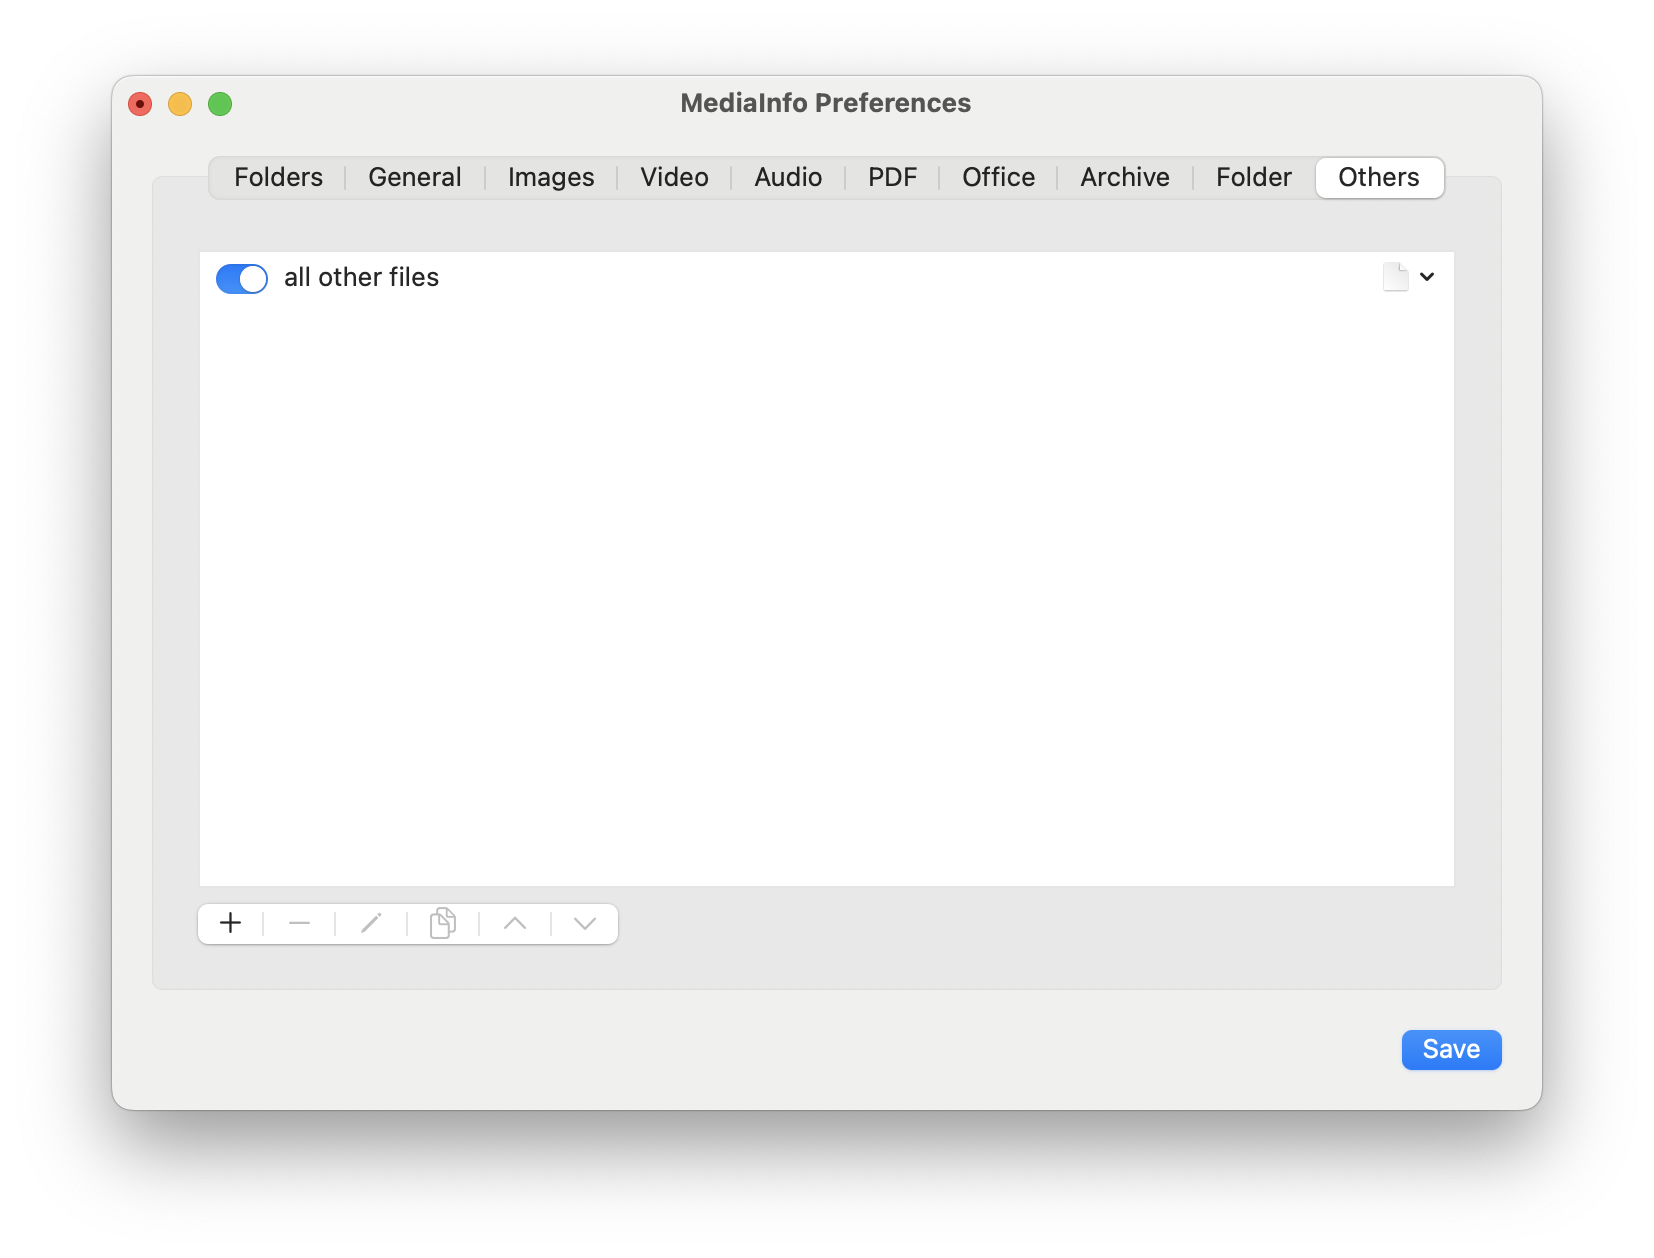 MediaInfo Preferences
Folders General Images Video Audio PDF Office Archive Folder Others
all other files
Save